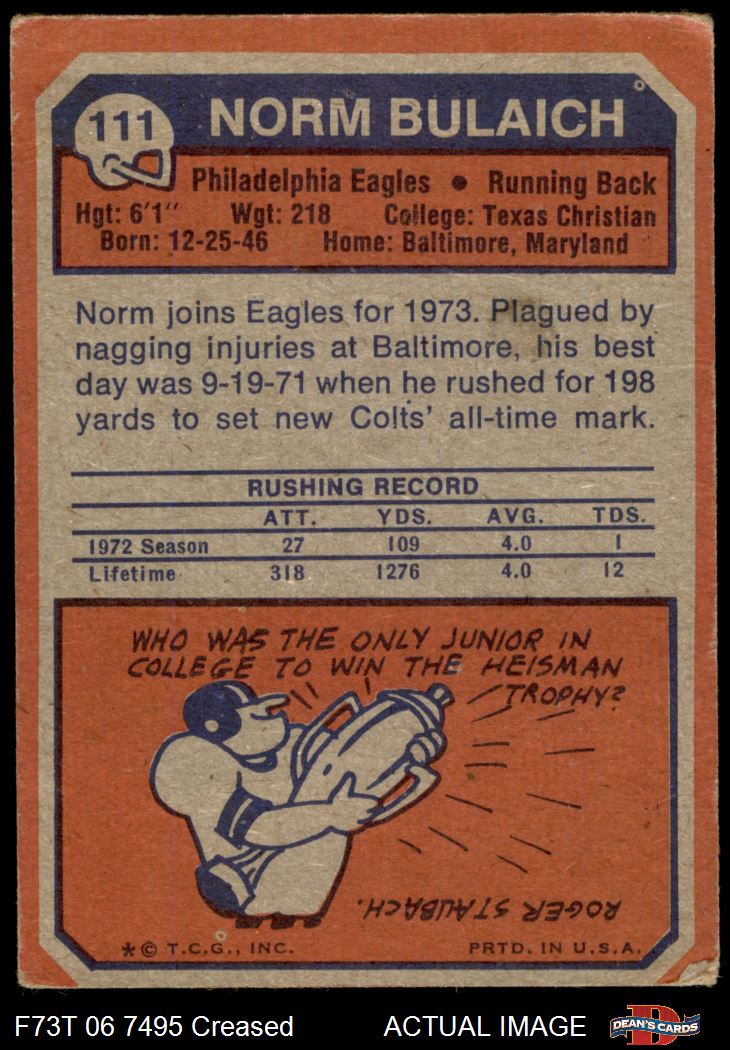 111
NORM BULAICH
Philadelphia Eagles • Running Back
Hgt: 6'1" Wgt: 218 College: Texas Christian
Born: 12-25-46 Home: Baltimore, Maryland
Norm joins Eagles for 1973. Plagued by
nagging injuries at Baltimore, his best
day was 9-19-71 when he rushed for 198
yards to set new Colts' all-time mark.
RUSHING RECORD
ATT. YDS. AVG. TDS.
1972 Season 27 109 4.0 1
Lifetime 318 1276 4.0 12
WHO WAS THE ONLY JUNIOR IN
COLLEGE TO WIN THE HEISMAN
TROPHY?
ROGER STAUBACH.
*© T.C.G., INC. PRTD. IN U.S.A.
F73T 06 7495 Creased ACTUAL IMAGE DEAN'S CARDS